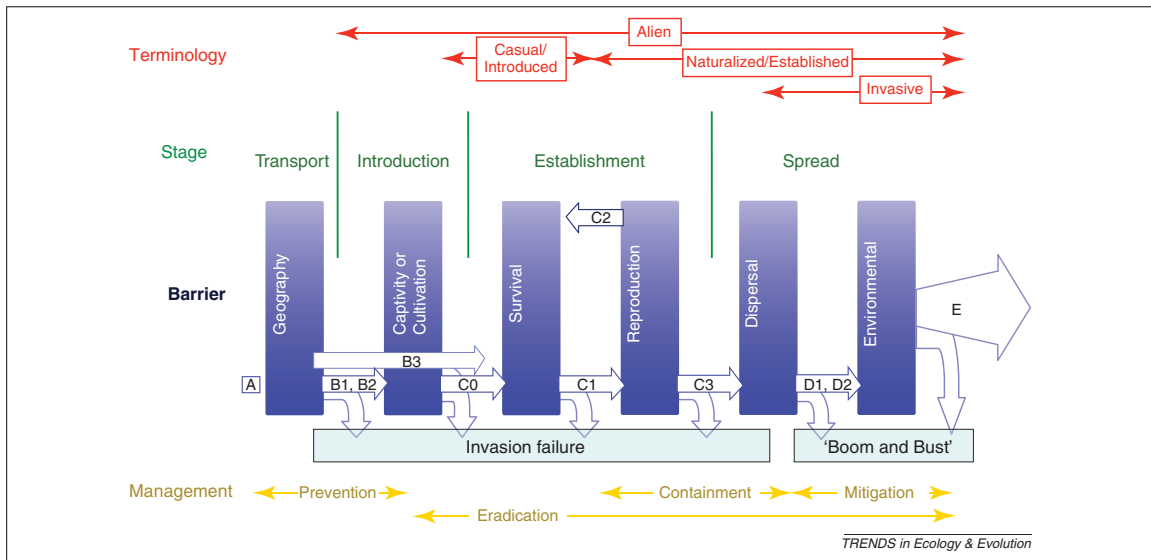 Alien
Terminology
Casual/
Introduced
Naturalized/Established
Invasive
Stage
Transport
Introduction
Establishment
Spread
C2
Barrier
Geography
Captivity or
Cultivation
Survival
Reproduction
Dispersal
Environmental
E
B3
A
B1, B2
C0
C1
C3
D1, D2
Invasion failure
'Boom and Bust'
Management
Prevention
Containment
Mitigation
Eradication
TRENDS in Ecology & Evolution